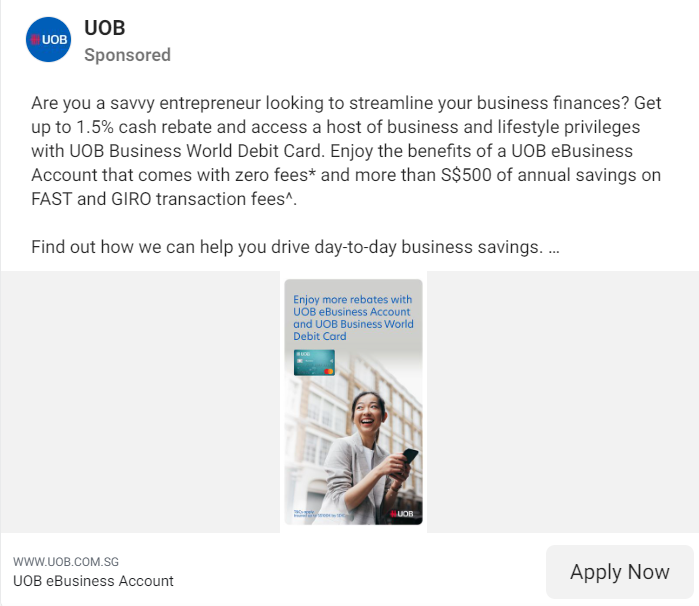 UOB
UOB
Sponsored
Are you a savvy entrepreneur looking to streamline your business finances? Get
up to 1.5% cash rebate and access a host of business and lifestyle privileges
with UOB Business World Debit Card. Enjoy the benefits of a UOB eBusiness
Account that comes with zero fees* and more than S$500 of annual savings on
FAST and GIRO transaction fees^.
Find out how we can help you drive day-to-day business savings. ...
Enjoy more rebates with
UOB eBusiness Account
and UOB Business World
Debit Card
UOB
UOB
WWW.UOB.COM.SG
UOB eBusiness Account
Apply Now